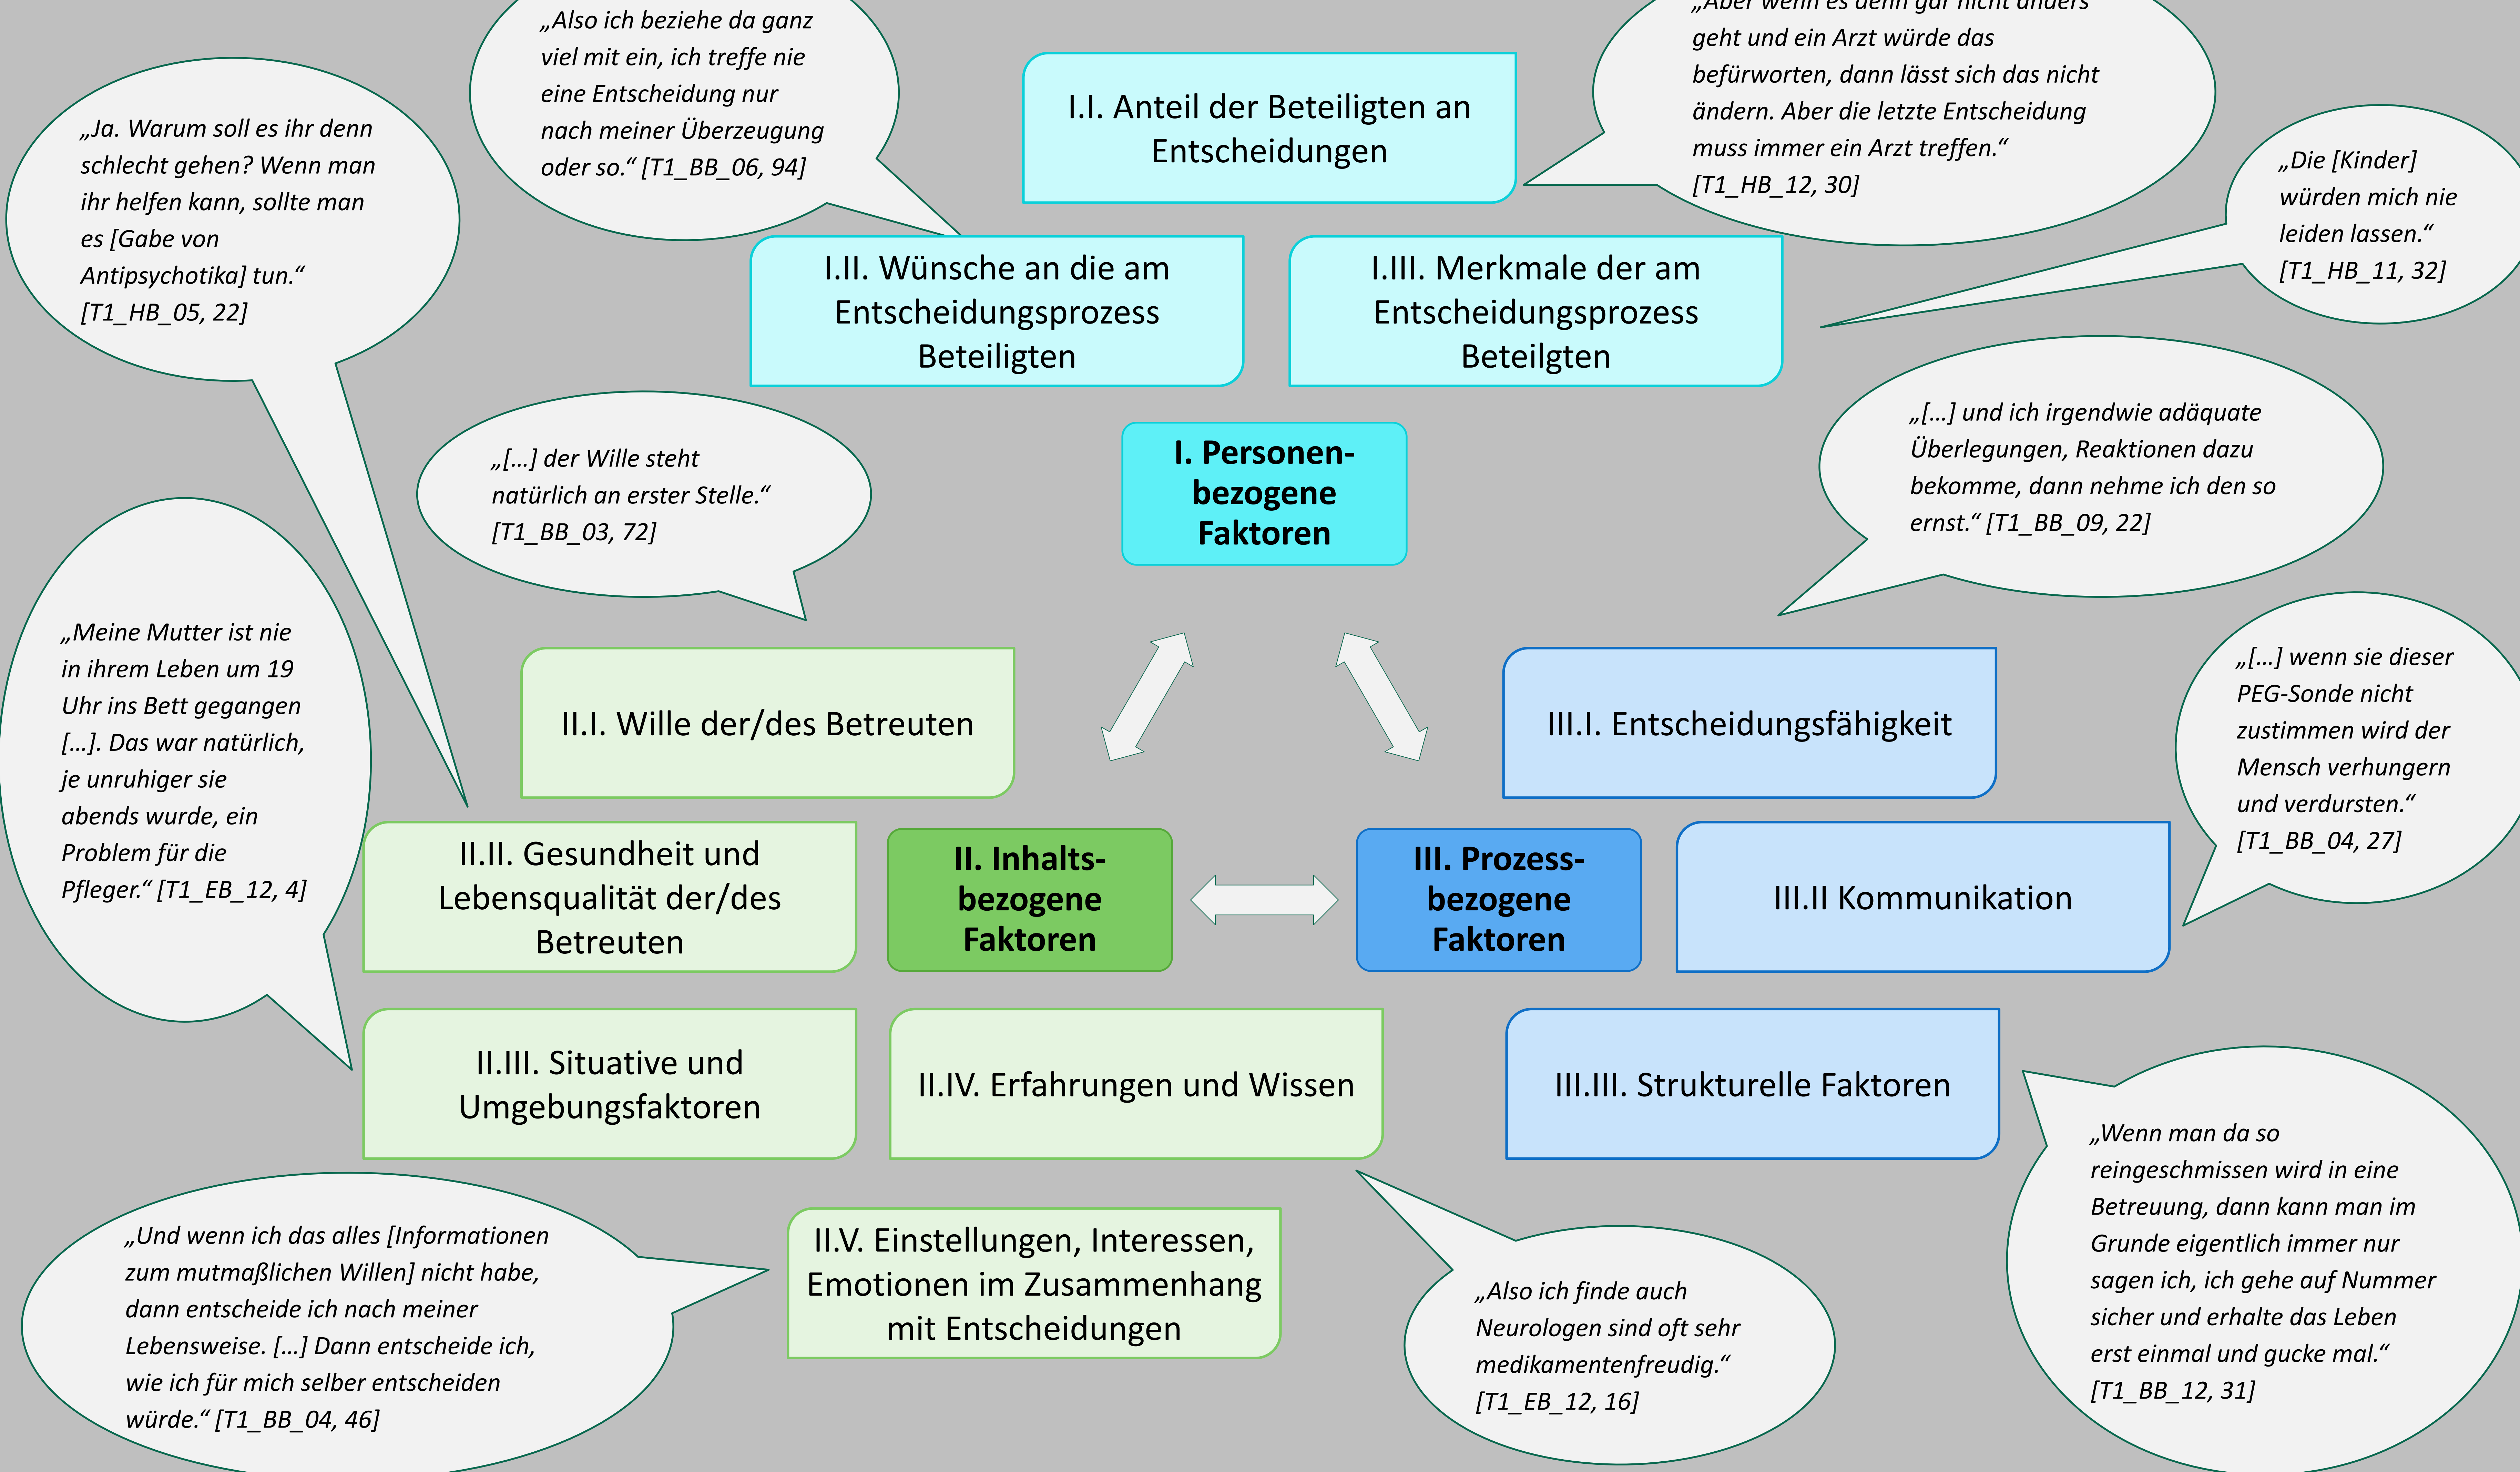 „Also ich beziehe da ganz
viel mit ein, ich treffe nie
eine Entscheidung nur
nach meiner Überzeugung
oder so.“ [T1_BB_06, 94]
„Aber wenn es denn gar nicht anders
geht und ein Arzt würde das
befürworten, dann lässt sich das nicht
ändern. Aber die letzte Entscheidung
muss immer ein Arzt treffen.“
[T1_HB_12, 30]
I.I. Anteil der Beteiligten an
Entscheidungen
„Ja. Warum soll es ihr denn
schlecht gehen? Wenn man
ihr helfen kann, sollte man
es [Gabe von
Antipsychotika] tun.“
[T1_HB_05, 22]
„Die [Kinder]
würden mich nie
leiden lassen.“
[T1_HB_11, 32]
I.II. Wünsche an die am
Entscheidungsprozess
Beteiligten
I.III. Merkmale der am
Entscheidungsprozess
Beteilgten
„[…] der Wille steht
natürlich an erster Stelle.“
[T1_BB_03, 72]
I. Personen-
bezogene
Faktoren
„[…] und ich irgendwie adäquate
Überlegungen, Reaktionen dazu
bekomme, dann nehme ich den so
ernst.“ [T1_BB_09, 22]
„Meine Mutter ist nie
in ihrem Leben um 19
Uhr ins Bett gegangen
[…]. Das war natürlich,
je unruhiger sie
abends wurde, ein
Problem für die
Pfleger.“ [T1_EB_12, 4]
II.I. Wille der/des Betreuten
III.I. Entscheidungsfähigkeit
„[…] wenn sie dieser
PEG-Sonde nicht
zustimmen wird der
Mensch verhungern
und verdursten.“
[T1_BB_04, 27]
II.II. Gesundheit und
Lebensqualität der/des
Betreuten
II. Inhalts-
bezogene
Faktoren
III. Prozess-
bezogene
Faktoren
III.II Kommunikation
II.III. Situative und
Umgebungsfaktoren
II.IV. Erfahrungen und Wissen
III.III. Strukturelle Faktoren
„Und wenn ich das alles [Informationen
zum mutmaßlichen Willen] nicht habe,
dann entscheide ich nach meiner
Lebensweise. […] Dann entscheide ich,
wie ich für mich selber entscheiden
würde.“ [T1_BB_04, 46]
II.V. Einstellungen, Interessen,
Emotionen im Zusammenhang
mit Entscheidungen
„Also ich finde auch
Neurologen sind oft sehr
medikamentenfreudig.“
[T1_EB_12, 16]
„Wenn man da so
reingeschmissen wird in eine
Betreuung, dann kann man im
Grunde eigentlich immer nur
sagen ich, ich gehe auf Nummer
sicher und erhalte das Leben
erst einmal und gucke mal.“
[T1_BB_12, 31]